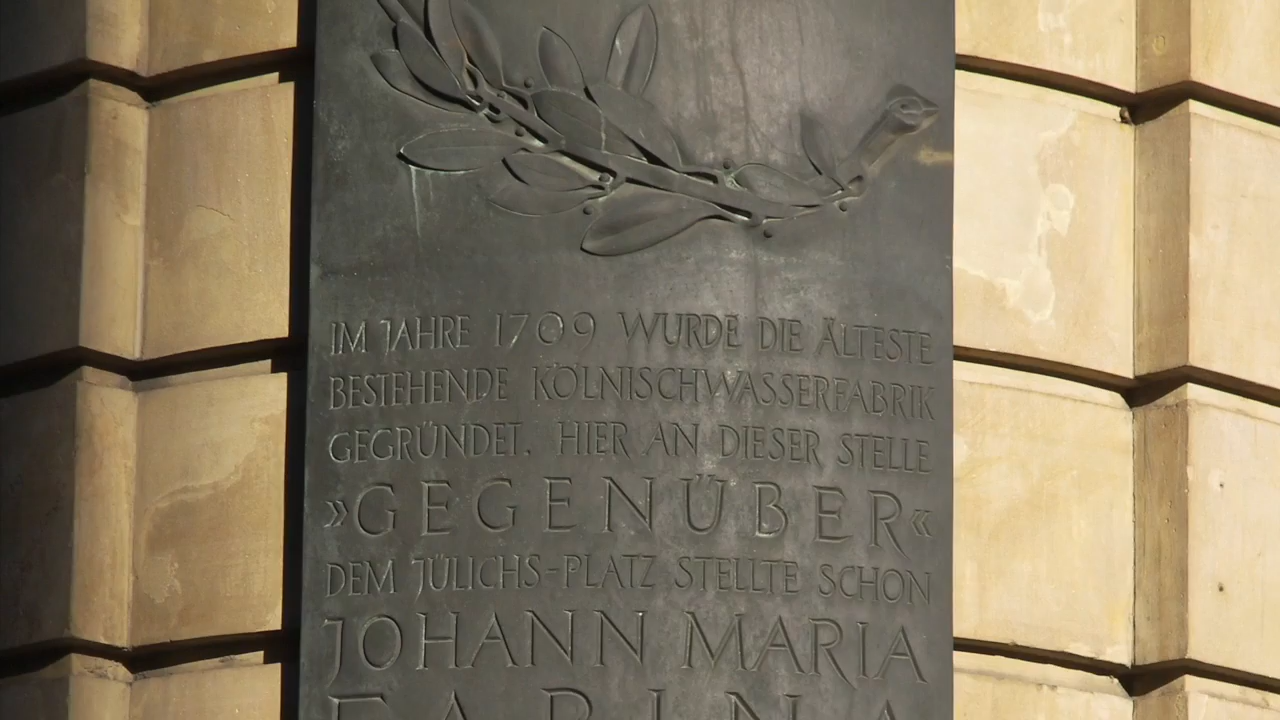 IM JAHRE 1709 WURDE DIE ÄLTESTE
BESTEHENDE KÖLNISCHWASSERFABRIK
GEGRÜNDET. HIER AN DIESER STELLE
»GEGENÜBER«
DEM JÜLICHS-PLATZ STELLTE SCHON
JOHANN MARIA
FARINA